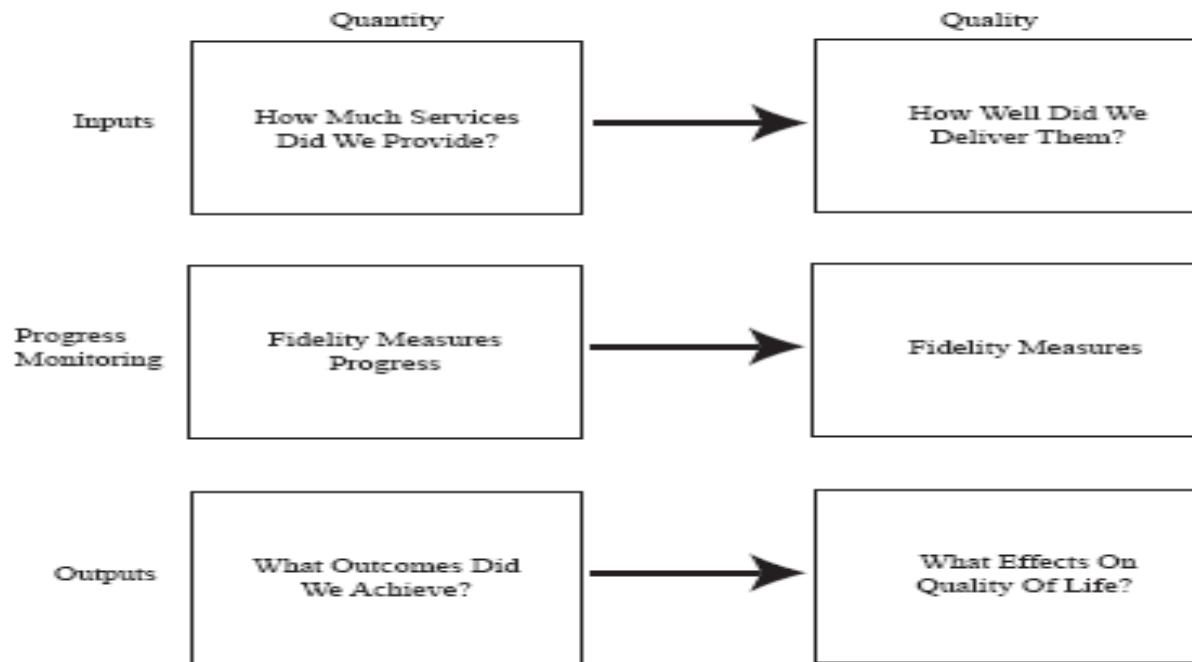 Quantity
Quality
Inputs
How Much Services
Did We Provide?
How Well Did We
Deliver Them?
Progress
Monitoring
Fidelity Measures
Progress
Fidelity Measures
Outputs
What Outcomes Did
We Achieve?
What Effects On
Quality Of Life?